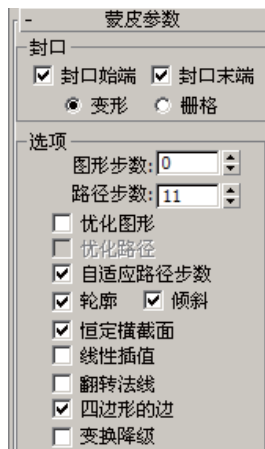 - 蒙皮参数
封口
封口始端 封口末端
变形 栅格
选项
图形步数: 0
路径步数: 11
优化图形
优化路径
自适应路径步数
轮廓 倾斜
恒定横截面
线性插值
翻转法线
四边形的边
变换降级